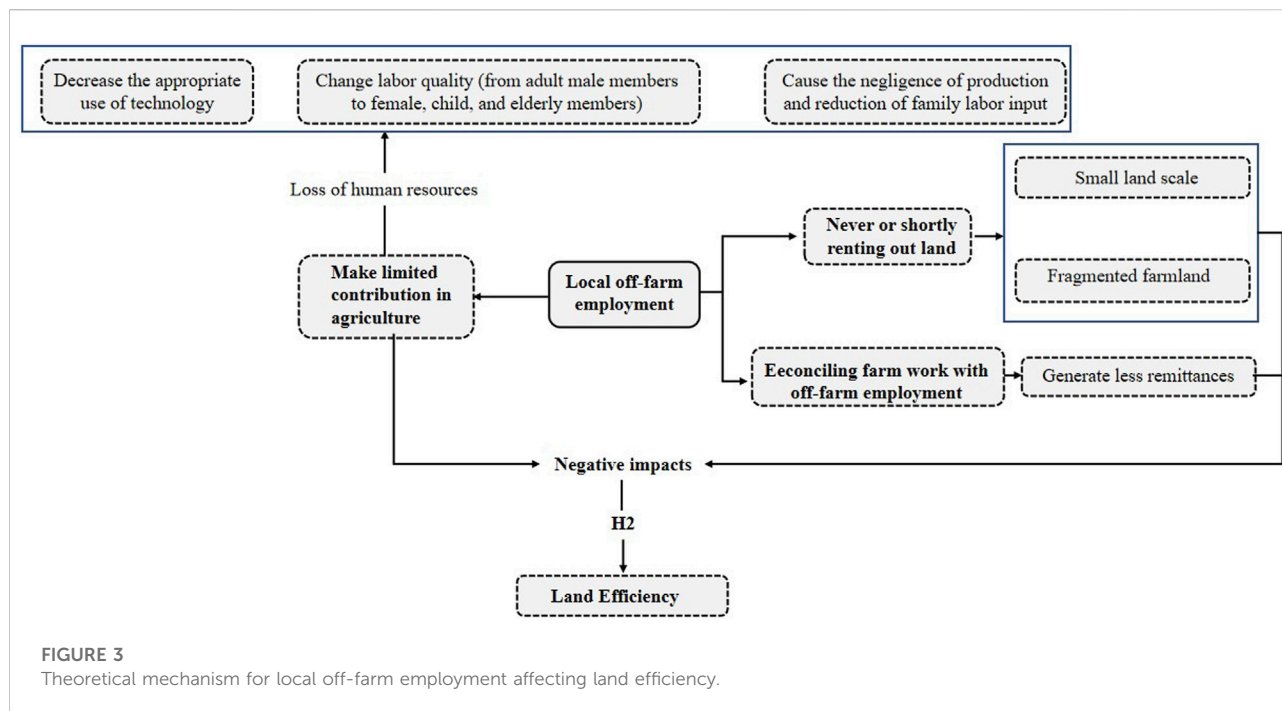 Decrease the appropriate
use of technology
Change labor quality (from adult male members
to female, child, and elderly members)
Cause the negligence of production
and reduction of family labor input
Loss of human resources
Small land scale
Never or shortly
renting out land
Fragmented farmland
Make limited
contribution in
agriculture
Local off-farm
employment
Eeconciling farm work with
off-farm employment
Generate less remittances
Negative impacts
H2
Land Efficiency
FIGURE 3
Theoretical mechanism for local off-farm employment affecting land efficiency.